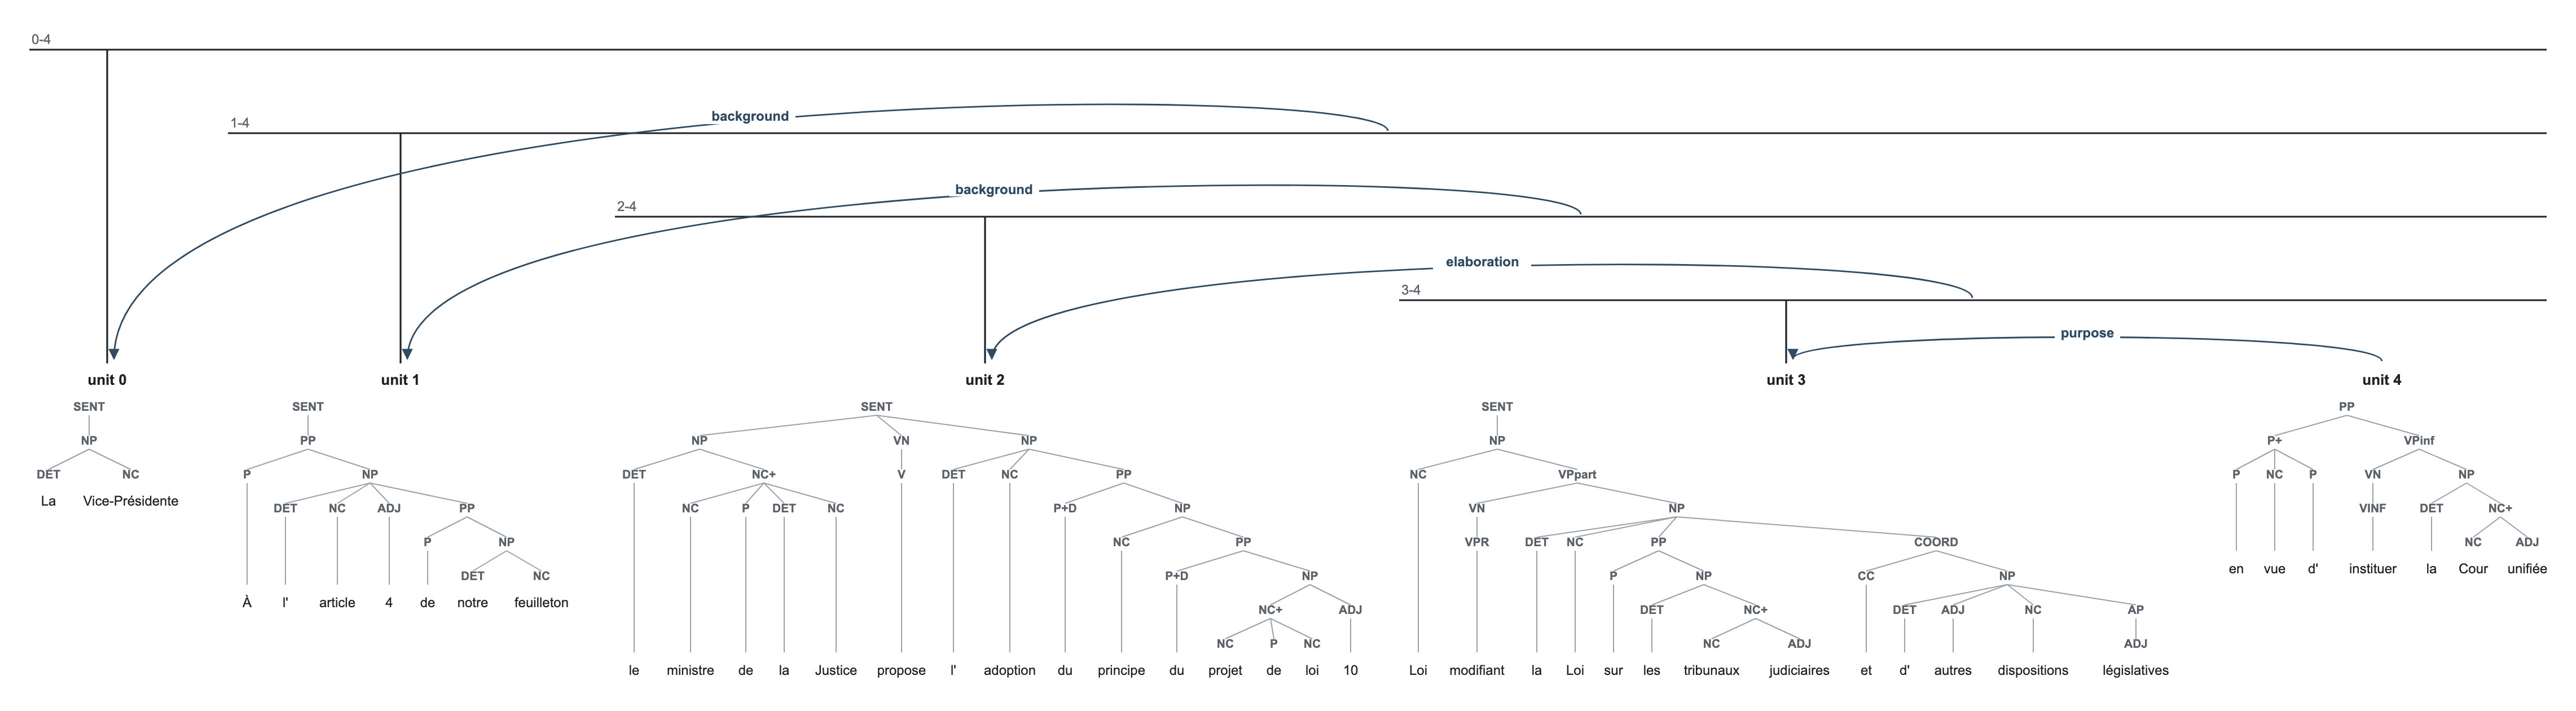 0-4
background
1-4
background
2-4
elaboration
3-4
purpose
unit 0 unit 1 unit 2 unit 3 unit 4
SENT SENT SENT SENT PP
NP PP NP VN NP NP P+ VPinf
DET NC P NP DET NC+ V DET NC PP NC VPpart P NC P VN NP
La Vice-Présidente
DET NC ADJ PP NC P DET NC P+D NP VN NP VINF DET NC+
P NP NC PP VPR DET NC PP COORD NC ADJ
en vue d' instituer la Cour unifiée
DET NC P+D NP P NP CC NP
À l' article 4 de notre feuilleton
NC+ ADJ DET NC+ DET ADJ NC AP
NC P NC NC ADJ ADJ
le ministre de la Justice propose l' adoption du principe du projet de loi 10 Loi modifiant la Loi sur les tribunaux judiciaires et d' autres dispositions législatives